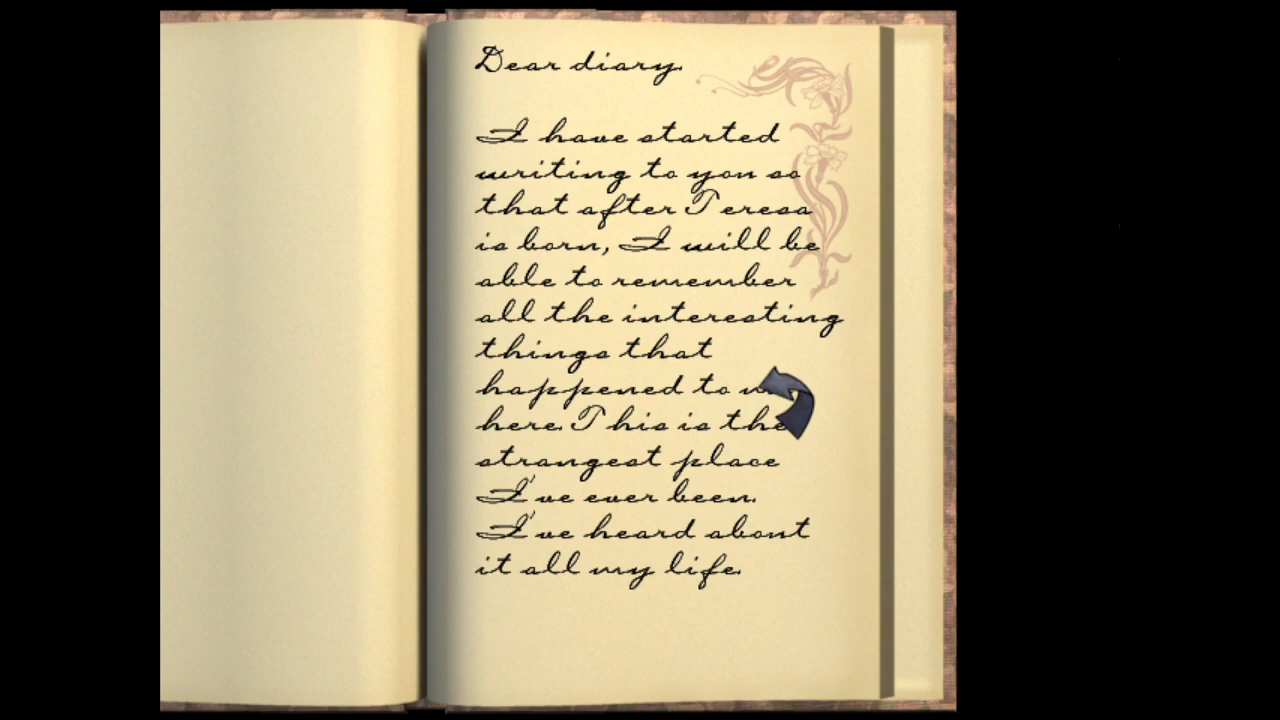 Dear diary.
I have started
writing to you so
that after Teresa
is born, I will be
able to remember
all the interesting
things that
happened to
here. This is the
strangest place
I've ever been.
I've heard about
it all my life.